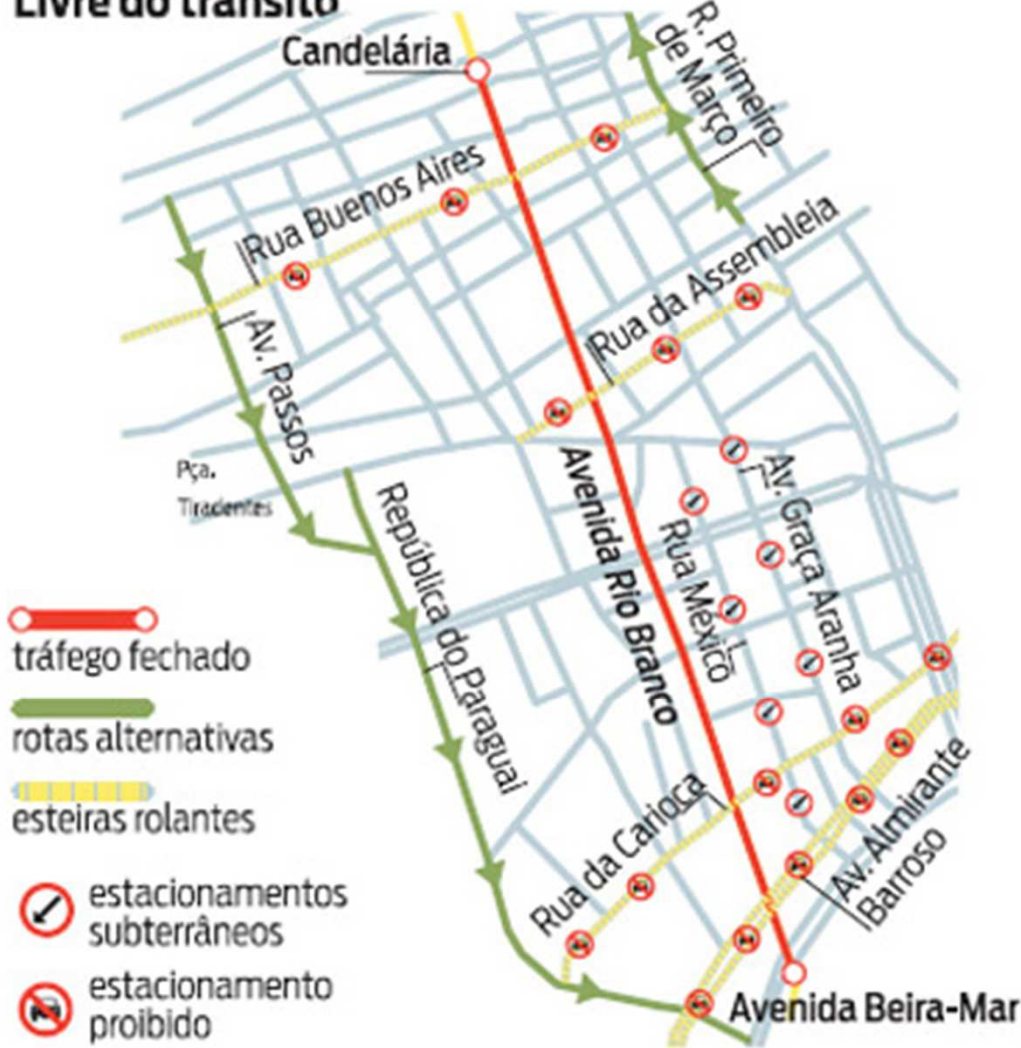 Livre do trânsito
Candelária
R. Primeiro
de Março
Rua Buenos Aires
Rua da Assembleia
Av. Passos
Pça.
Tiradentes
República do Paraguai
Avenida Rio Branco
Rua México
Av. Graça Aranha
tráfego fechado
rotas alternativas
esteiras rolantes
estacionamentos
subterrâneos
estacionamento
proibido
Rua da Carioca
Av. Almirante
Barroso
Avenida Beira-Mar